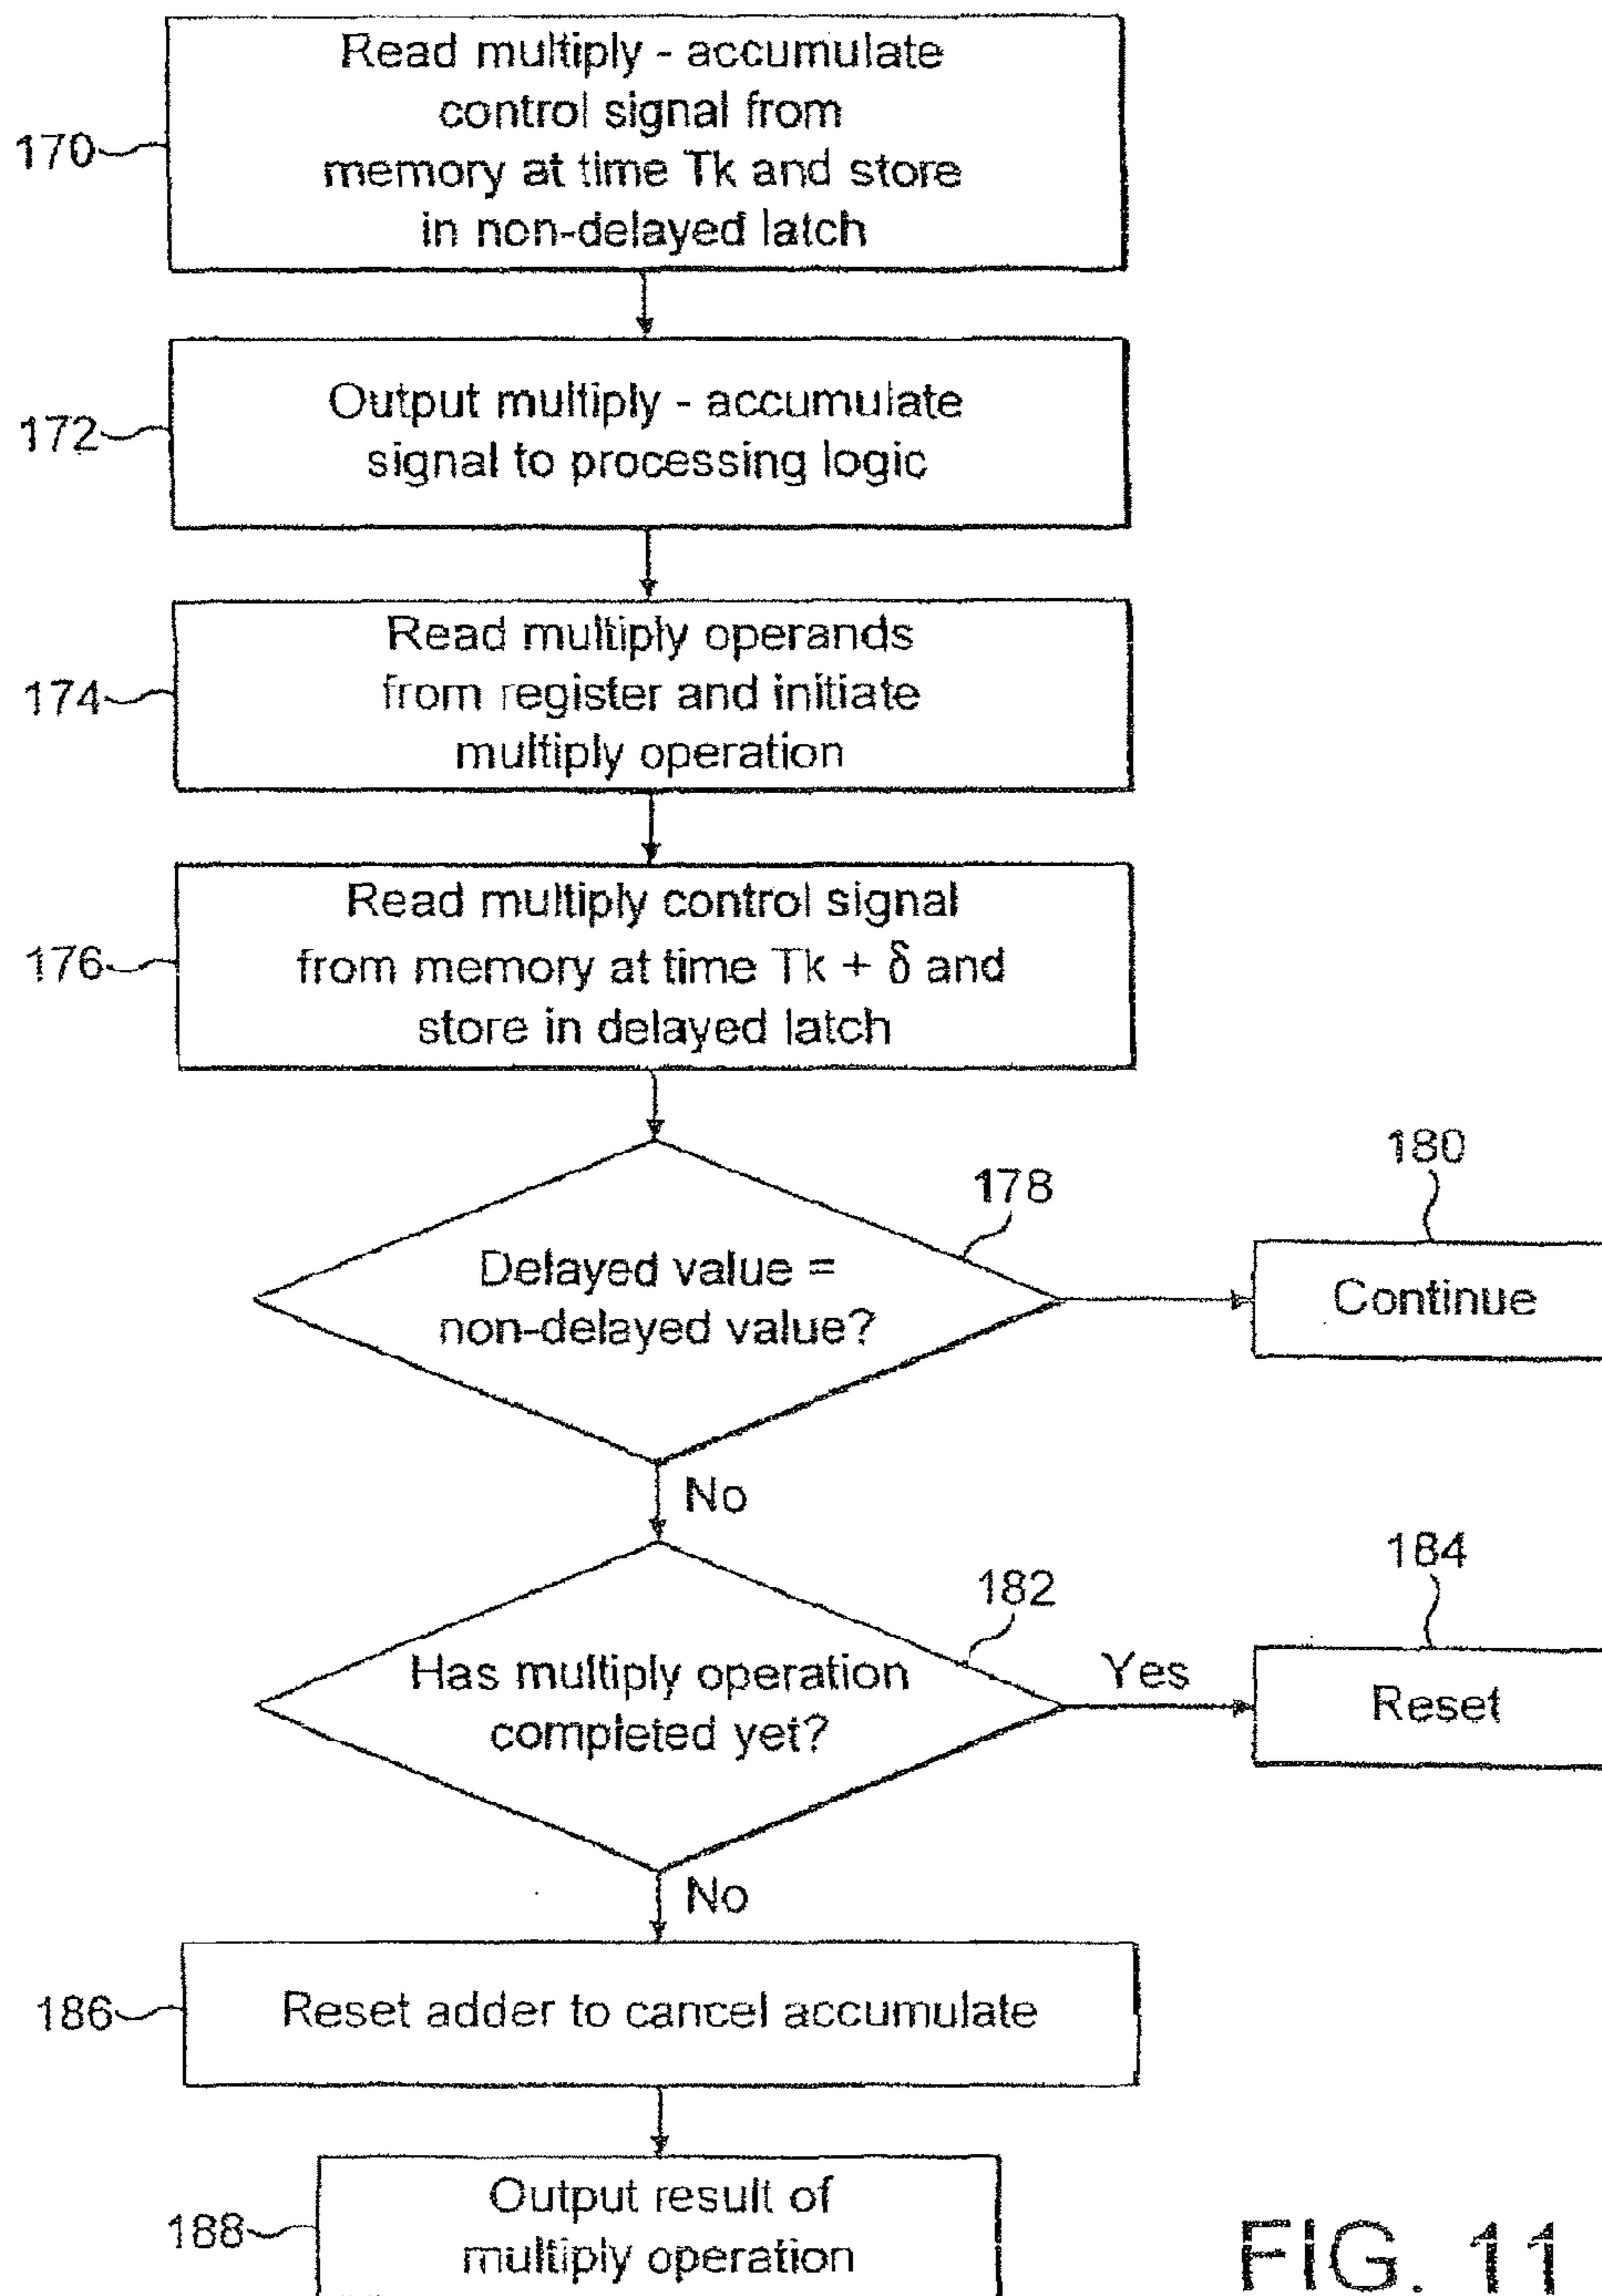 Read multiply - accumulate
control signal from
memory at time Tk and store
in non-delayed latch
170
Output multiply - accumulate
signal to processing logic
172
Read multiply operands
from register and initiate
multiply operation
174
Read multiply control signal
from memory at time Tk + δ and
store in delayed latch
176
Delayed value =
non-delayed value?
178
180
Continue
No
Has multiply operation
completed yet?
182
Yes
184
Reset
No
Reset adder to cancel accumulate
186
Output result of
multiply operation
188
FIG. 11